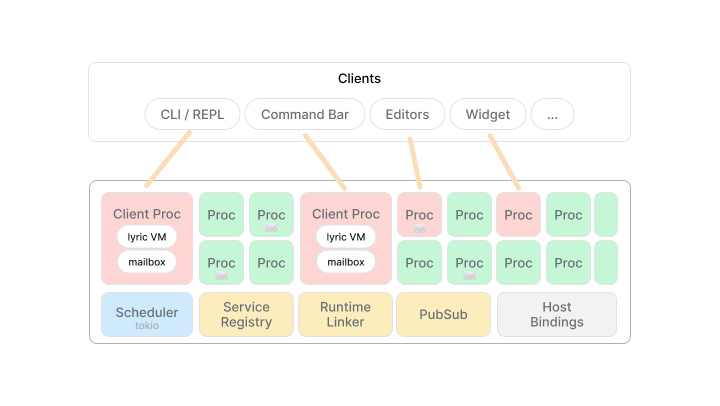 Clients
CLI / REPL
Command Bar
Editors
Widget
...
Client Proc
lyric VM
mailbox
Proc
Proc
Proc
Proc
Client Proc
lyric VM
mailbox
Proc
Proc
Proc
Proc
Proc
Proc
Proc
Proc
Scheduler
tokio
Service
Registry
Runtime
Linker
PubSub
Host
Bindings